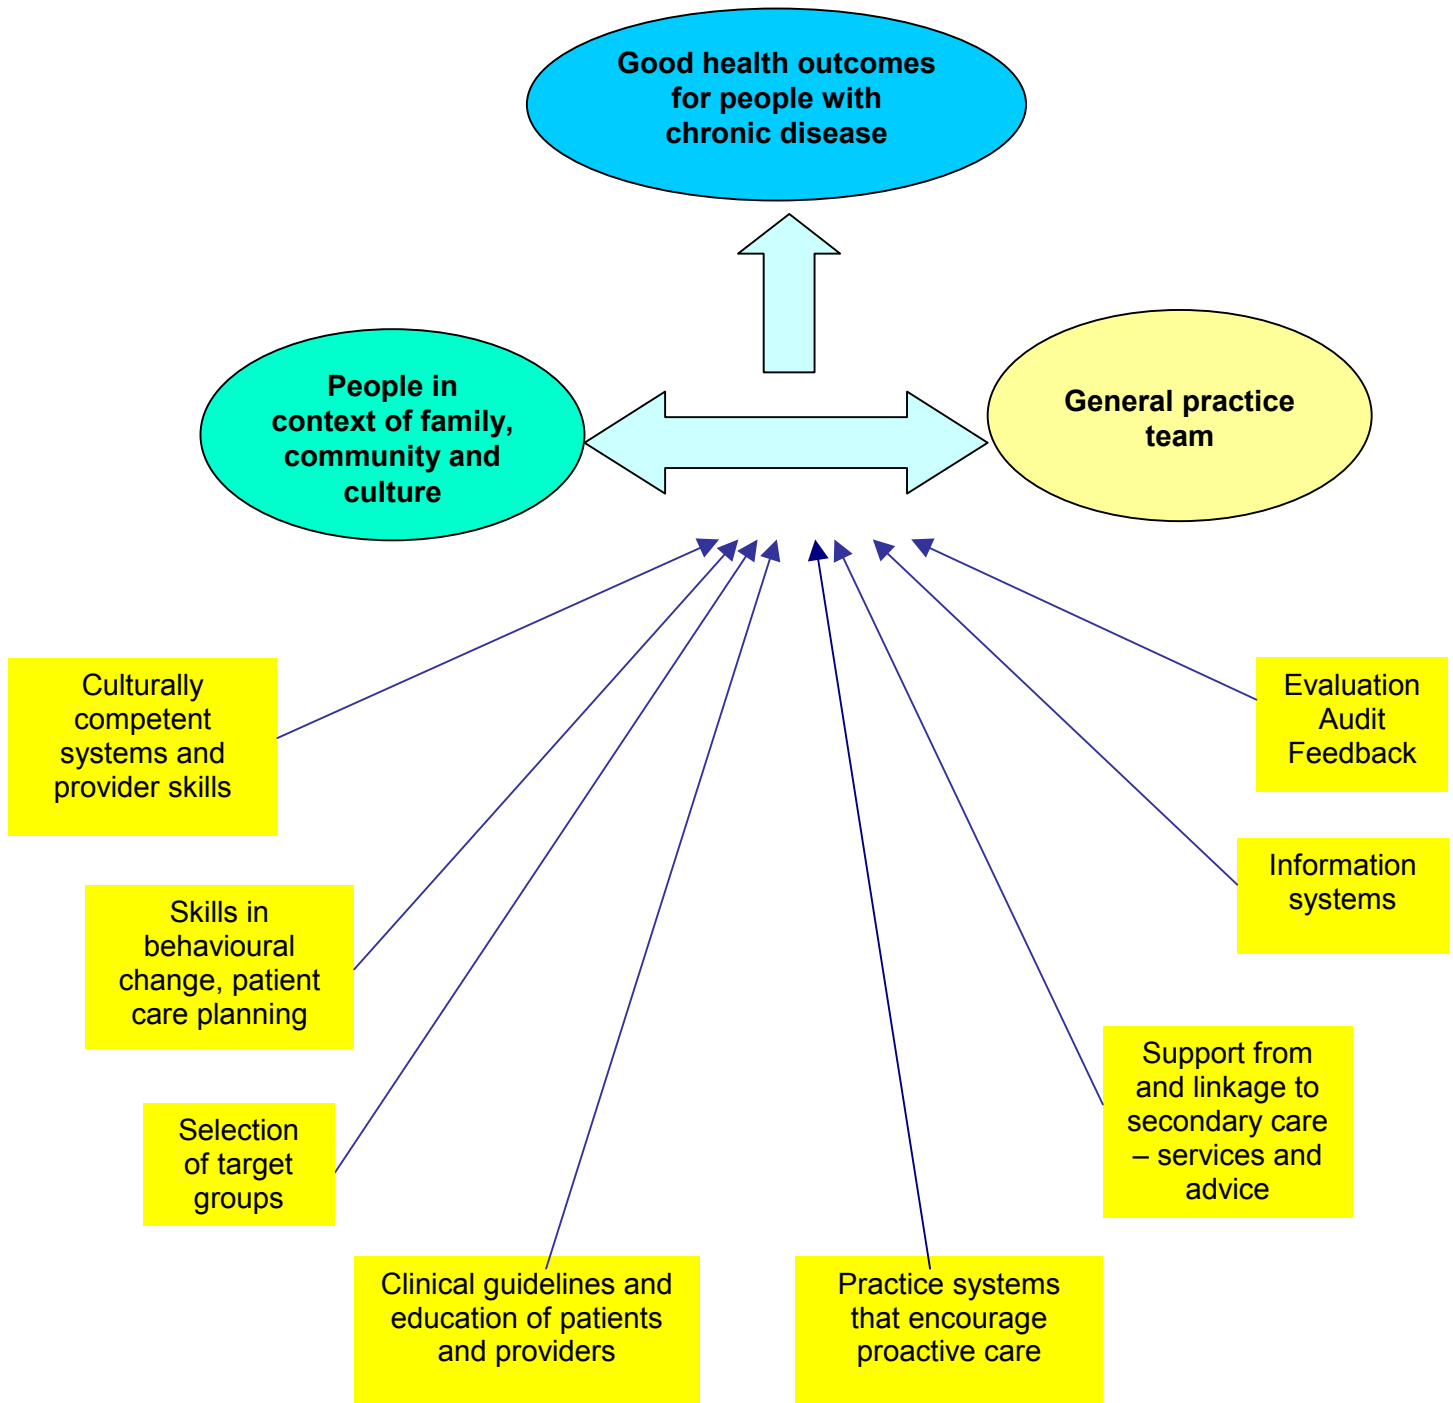 Good health outcomes
for people with
chronic disease
People in
context of family,
community and
culture
General practice
team
Culturally
competent
systems and
provider skills
Evaluation
Audit
Feedback
Skills in
behavioural
change, patient
care planning
Information
systems
Selection
of target
groups
Support from
and linkage to
secondary care
– services and
advice
Clinical guidelines and
education of patients
and providers
Practice systems
that encourage
proactive care